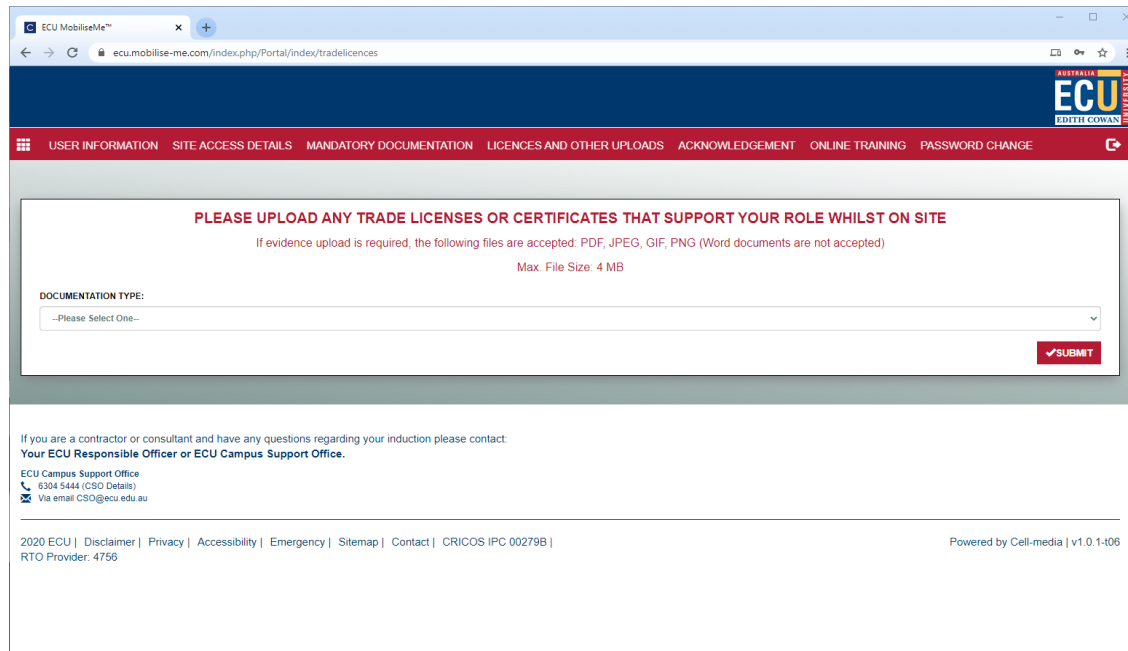 ECU MobiliseMe™
ecu.mobilise-me.com/index.php/Portal/index/tradelicences
AUSTRALIA
ECU
EDITH COWAN
UNIVERSITY
USER INFORMATION SITE ACCESS DETAILS MANDATORY DOCUMENTATION LICENCES AND OTHER UPLOADS ACKNOWLEDGEMENT ONLINE TRAINING PASSWORD CHANGE
PLEASE UPLOAD ANY TRADE LICENSES OR CERTIFICATES THAT SUPPORT YOUR ROLE WHILST ON SITE
If evidence upload is required, the following files are accepted: PDF, JPEG, GIF, PNG (Word documents are not accepted)
Max. File Size: 4 MB
DOCUMENTATION TYPE:
--Please Select One--
SUBMIT
If you are a contractor or consultant and have any questions regarding your induction please contact:
Your ECU Responsible Officer or ECU Campus Support Office.
ECU Campus Support Office
6304 5444 (CSO Details)
Via email CSO@ecu.edu.au
2020 ECU | Disclaimer | Privacy | Accessibility | Emergency | Sitemap | Contact | CRICOS IPC 00279B |
RTO Provider: 4756
Powered by Cell-media | v1.0.1-t06